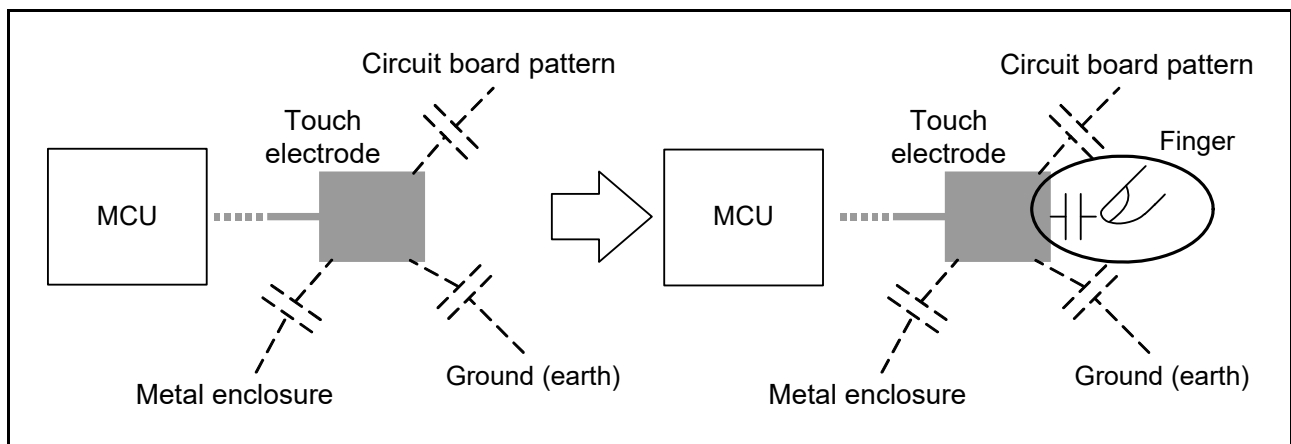 Circuit board pattern
Touch
electrode
MCU
Metal enclosure
Ground (earth)
Circuit board pattern
Touch
electrode
Finger
MCU
Metal enclosure
Ground (earth)